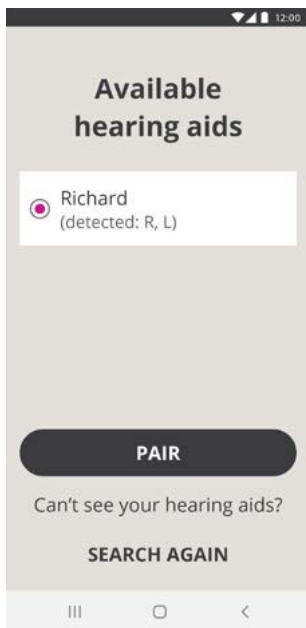 12:00
Available
hearing aids
Richard
(detected: R, L)
PAIR
Can't see your hearing aids?
SEARCH AGAIN